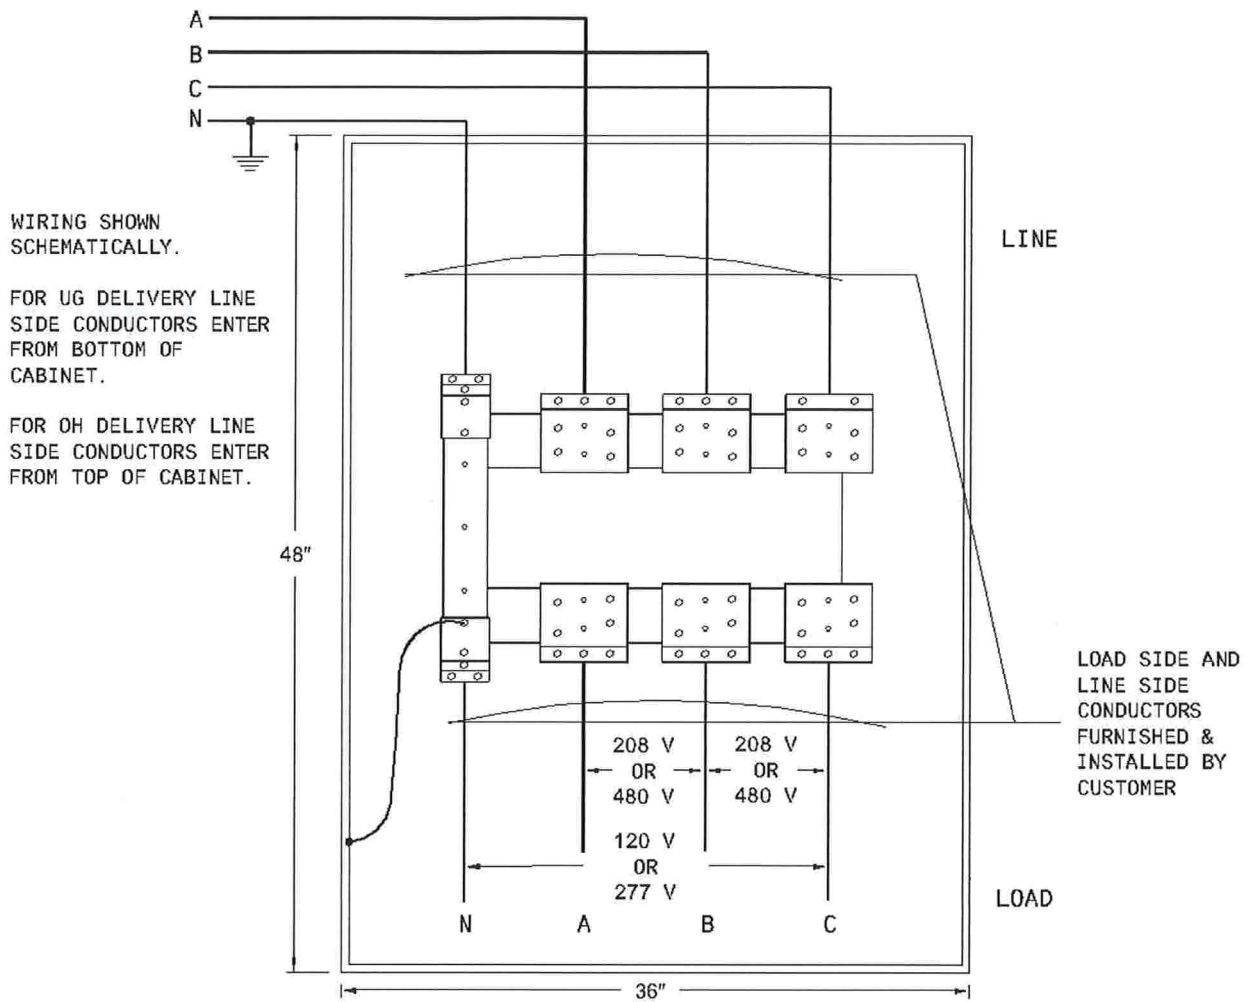 A
B
C
N
WIRING SHOWN
SCHEMATICALLY.
FOR UG DELIVERY LINE
SIDE CONDUCTORS ENTER
FROM BOTTOM OF
CABINET.
FOR OH DELIVERY LINE
SIDE CONDUCTORS ENTER
FROM TOP OF CABINET.
LINE
48"
LOAD SIDE AND
LINE SIDE
CONDUCTORS
FURNISHED &
INSTALLED BY
CUSTOMER
208 V
OR
480 V
208 V
OR
480 V
120 V
OR
277 V
LOAD
N A B C
36"